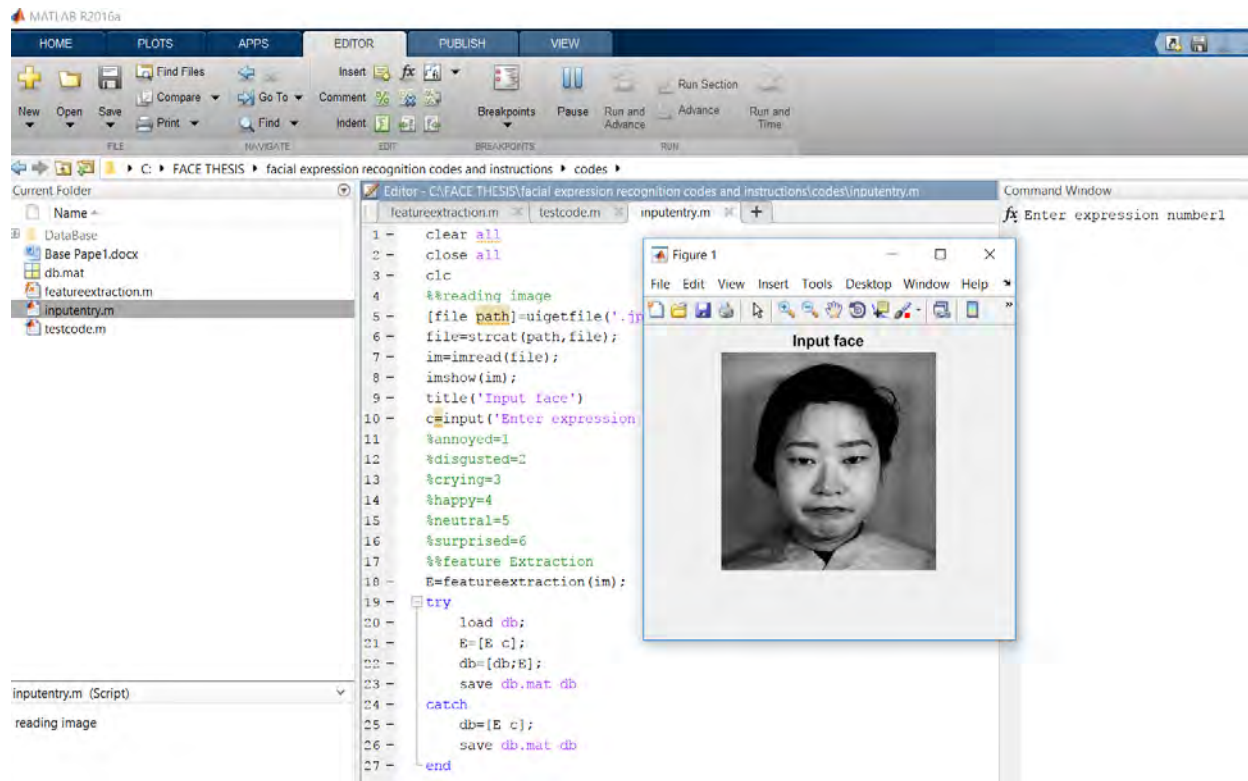 MATLAB R2016a
HOME PLOTS APPS EDITOR PUBLISH VIEW
New Open Save Find Files Compare Print
FILE
Go To Find
NAVIGATE
Insert fx
Comment
Indent
EDIT
Breakpoints
BREAKPOINTS
Pause Run and Advance Run Section Advance Run and Time
RUN
C: FACE THESIS facial expression recognition codes and instructions codes
Current Folder
Name
DataBase
Base Pape1.docx
db.mat
featureextraction.m
inputentry.m
testcode.m
inputentry.m (Script)
reading image
Editor - C:\FACE THESIS\facial expression recognition codes and instructions\codes\inputentry.m
featureextraction.m testcode.m inputentry.m +
1 - clear all
2 - close all
3 - clc
4 %%reading image
5 - [file path]=uigetfile('.jp
6 - file=strcat(path,file);
7 - im=imread(file);
8 - imshow(im);
9 - title('Input face')
10 - c=input('Enter expression
11 %annoyed=1
12 %disgusted=2
13 %crying=3
14 %happy=4
15 %neutral=5
16 %surprised=6
17 %%feature Extraction
18 - E=featureextraction(im);
19 - try
20 - load db;
21 - E=[E c];
22 - db=[db;E];
23 - save db.mat db
24 - catch
25 - db=[E c];
26 - save db.mat db
27 - end
Figure 1
File Edit View Insert Tools Desktop Window Help
Input face
Command Window
fx Enter expression number1